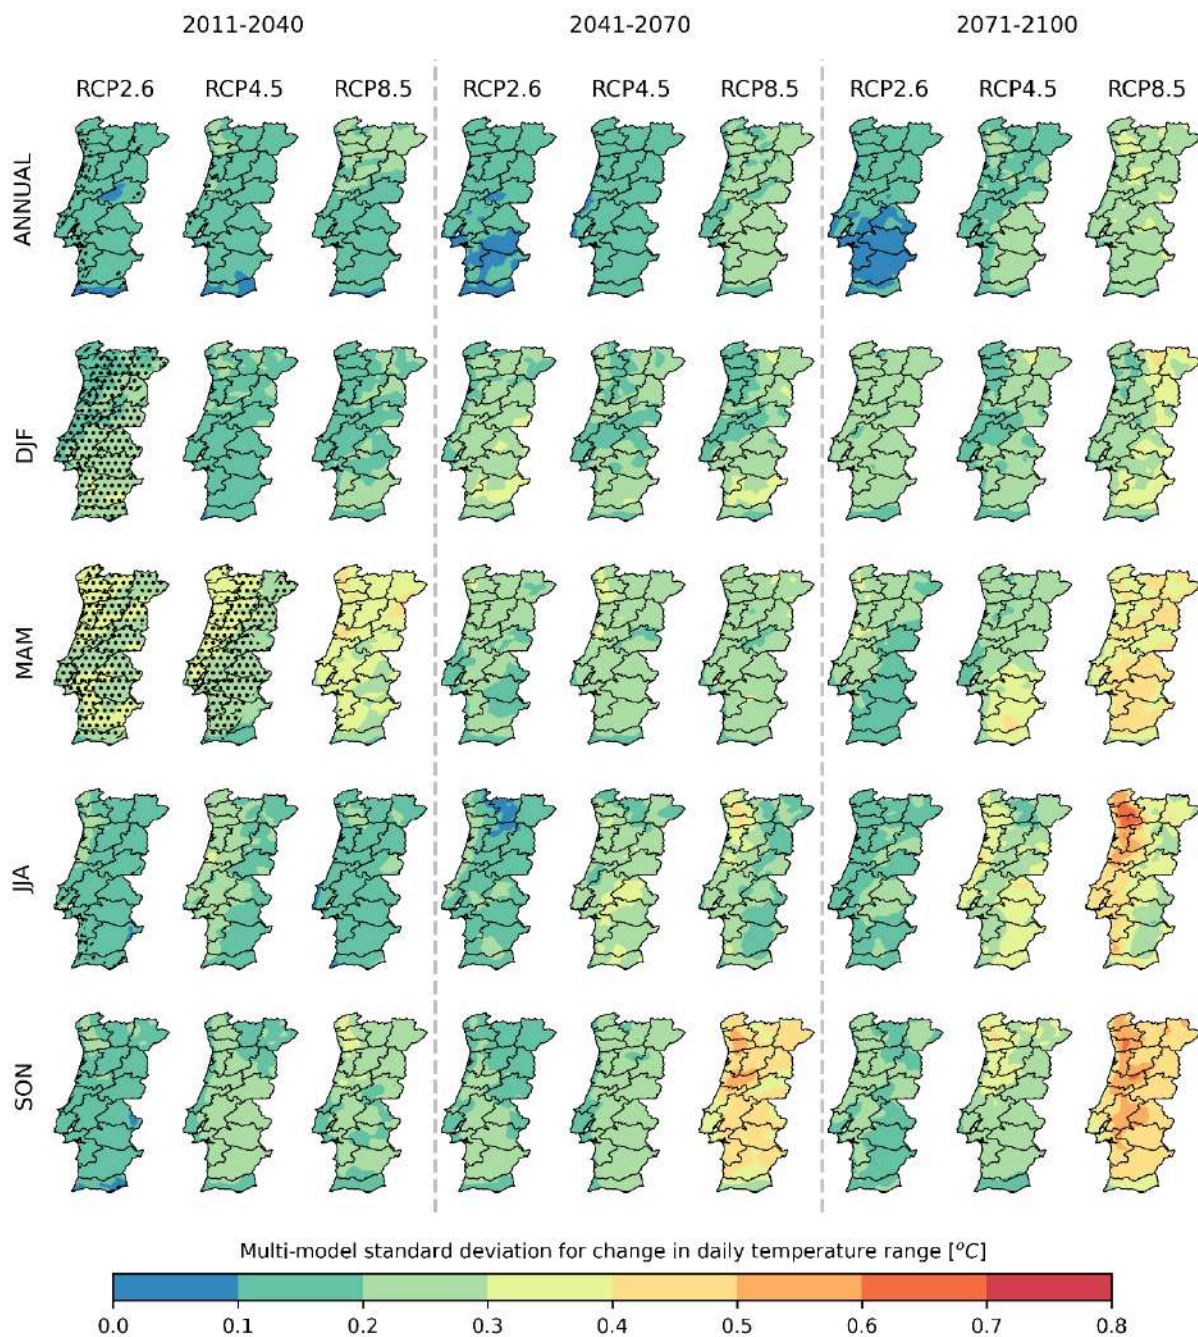 2011-2040 2041-2070 2071-2100
RCP2.6 RCP4.5 RCP8.5 RCP2.6 RCP4.5 RCP8.5 RCP2.6 RCP4.5 RCP8.5
ANNUAL
DJF
MAM
JJA
SON
Multi-model standard deviation for change in daily temperature range [°C]
0.0 0.1 0.2 0.3 0.4 0.5 0.6 0.7 0.8